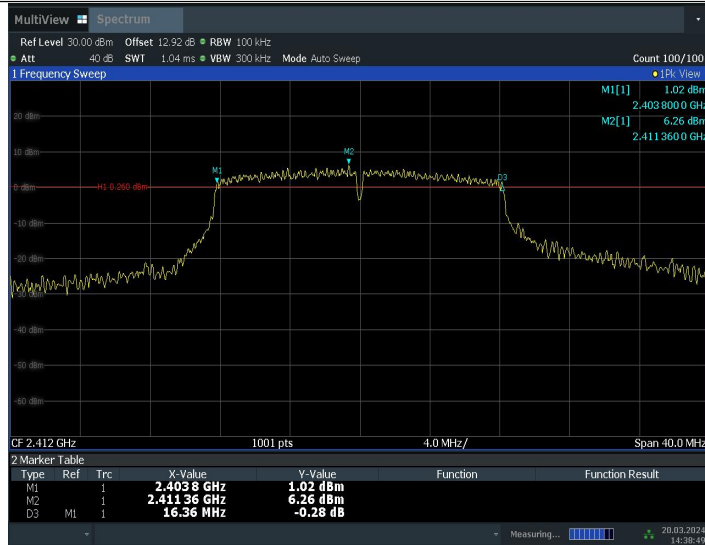 MultiView Spectrum
Ref Level 30.00 dBm Offset 12.92 dB RBW 100 kHz
Att 40 dB SWT 1.04 ms VBW 300 kHz Mode Auto Sweep Count 100/100
1 Frequency Sweep 1Pk View
M1[1] 1.02 dBm
2.403 800 0 GHz
M2[1] 6.26 dBm
2.411 360 0 GHz
20 dBm
10 dBm
M2
M1
D3
0 dBm H1 0.260 dBm
-10 dBm
-20 dBm
-30 dBm
-40 dBm
-50 dBm
-60 dBm
CF 2.412 GHz 1001 pts 4.0 MHz/ Span 40.0 MHz
2 Marker Table
Type Ref Trc X-Value Y-Value Function Function Result
M1 1 2.403 8 GHz 1.02 dBm
M2 1 2.411 36 GHz 6.26 dBm
D3 M1 1 16.36 MHz -0.28 dB
Measuring... 20.03.2024
14:38:49